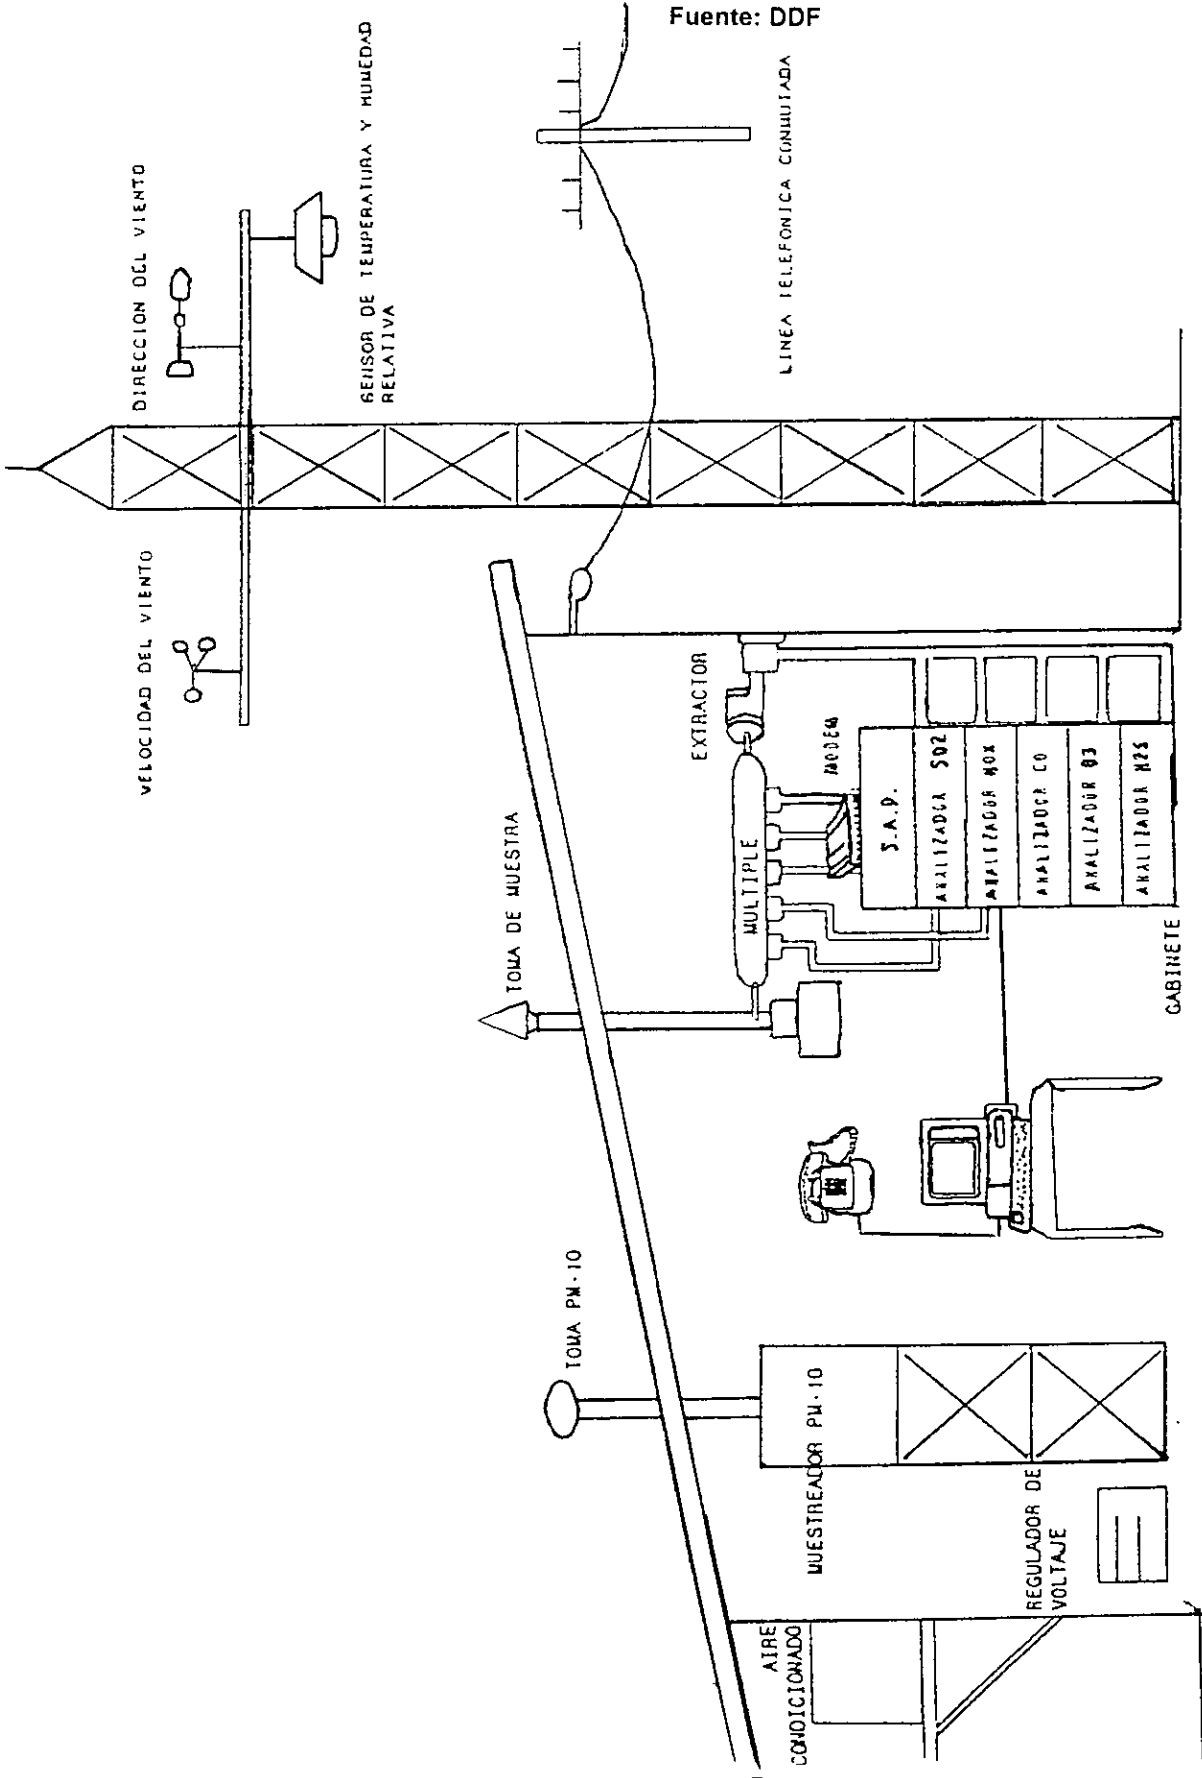 Fuente: DDF
VELOCIDAD DEL VIENTO
DIRECCION DEL VIENTO
SENSOR DE TEMPERATURA Y HUMEDAD
RELATIVA
LINEA TELEFONICA CONMUTADA
TOMA PM-10
TOMA DE MUESTRA
EXTRACTOR
MULTIPLE
MODEM
S.A.D.
ANALIZADOR SO2
ANALIZADOR NOX
ANALIZADOR CO
ANALIZADOR O3
ANALIZADOR H2S
GABINETE
AIRE
CONDICIONADO
MUESTREADOR PM-10
REGULADOR DE
VOLTAJE